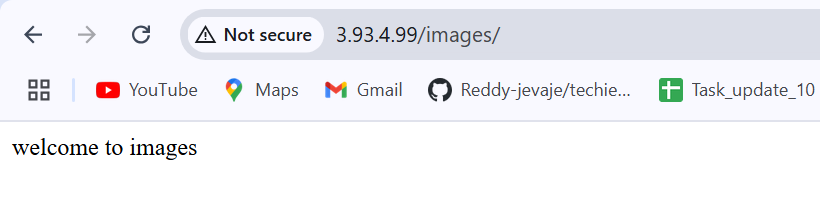 Not secure 3.93.4.99/images/
YouTube Maps Gmail Reddy-jevaje/techie... Task_update_10
welcome to images